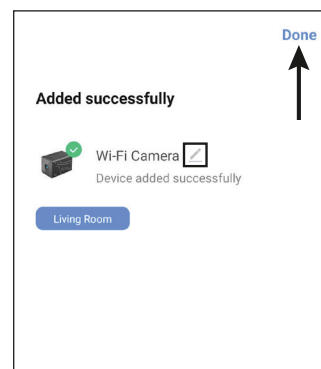 Done
Added successfully
Wi-Fi Camera
Device added successfully
Living Room